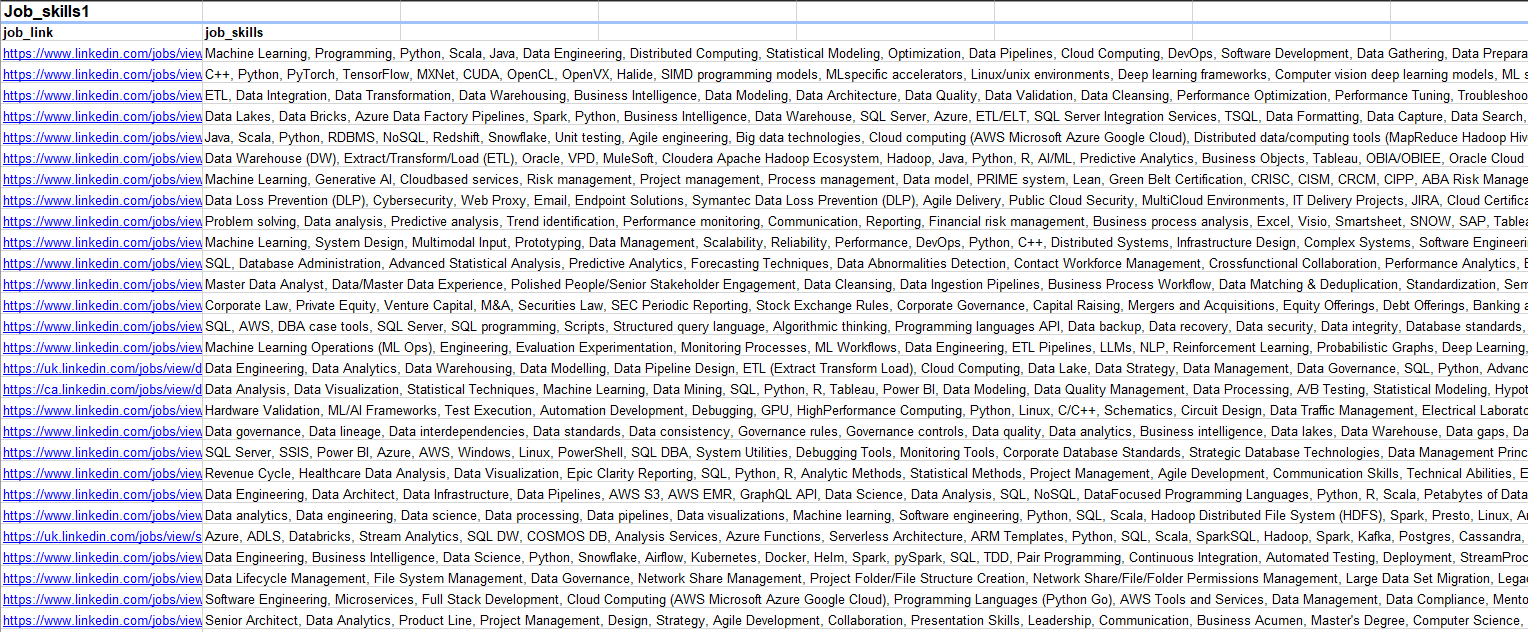 Job_skills1
job_link job_skills
https://www.linkedin.com/jobs/view Machine Learning, Programming, Python, Scala, Java, Data Engineering, Distributed Computing, Statistical Modeling, Optimization, Data Pipelines, Cloud Computing, DevOps, Software Development, Data Gathering, Data Prepara
https://www.linkedin.com/jobs/view C++, Python, PyTorch, TensorFlow, MXNet, CUDA, OpenCL, OpenVX, Halide, SIMD programming models, MLspecific accelerators, Linux/unix environments, Deep learning frameworks, Computer vision deep learning models, ML s
https://www.linkedin.com/jobs/view ETL, Data Integration, Data Transformation, Data Warehousing, Business Intelligence, Data Modeling, Data Architecture, Data Quality, Data Validation, Data Cleansing, Performance Optimization, Performance Tuning, Troubleshoo
https://www.linkedin.com/jobs/view Data Lakes, Data Bricks, Azure Data Factory Pipelines, Spark, Python, Business Intelligence, Data Warehouse, SQL Server, Azure, ETL/ELT, SQL Server Integration Services, TSQL, Data Formatting, Data Capture, Data Search,
https://www.linkedin.com/jobs/view Java, Scala, Python, RDBMS, NoSQL, Redshift, Snowflake, Unit testing, Agile engineering, Big data technologies, Cloud computing (AWS Microsoft Azure Google Cloud), Distributed data/computing tools (MapReduce Hadoop Hiv
https://www.linkedin.com/jobs/view Data Warehouse (DW), Extract/Transform/Load (ETL), Oracle, VPD, MuleSoft, Cloudera Apache Hadoop Ecosystem, Hadoop, Java, Python, R, AI/ML, Predictive Analytics, Business Objects, Tableau, OBIA/OBIEE, Oracle Cloud
https://www.linkedin.com/jobs/view Machine Learning, Generative AI, Cloudbased services, Risk management, Project management, Process management, Data model, PRIME system, Lean, Green Belt Certification, CRISC, CISM, CRCM, CIPP, ABA Risk Manage
https://www.linkedin.com/jobs/view Data Loss Prevention (DLP), Cybersecurity, Web Proxy, Email, Endpoint Solutions, Symantec Data Loss Prevention (DLP), Agile Delivery, Public Cloud Security, MultiCloud Environments, IT Delivery Projects, JIRA, Cloud Certifica
https://www.linkedin.com/jobs/view Problem solving, Data analysis, Predictive analysis, Trend identification, Performance monitoring, Communication, Reporting, Financial risk management, Business process analysis, Excel, Visio, Smartsheet, SNOW, SAP, Tablea
https://www.linkedin.com/jobs/view Machine Learning, System Design, Multimodal Input, Prototyping, Data Management, Scalability, Reliability, Performance, DevOps, Python, C++, Distributed Systems, Infrastructure Design, Complex Systems, Software Engineeri
https://www.linkedin.com/jobs/view SQL, Database Administration, Advanced Statistical Analysis, Predictive Analytics, Forecasting Techniques, Data Abnormalities Detection, Contact Workforce Management, Crossfunctional Collaboration, Performance Analytics, E
https://www.linkedin.com/jobs/view Master Data Analyst, Data/Master Data Experience, Polished People/Senior Stakeholder Engagement, Data Cleansing, Data Ingestion Pipelines, Business Process Workflow, Data Matching & Deduplication, Standardization, Sem
https://www.linkedin.com/jobs/view Corporate Law, Private Equity, Venture Capital, M&A, Securities Law, SEC Periodic Reporting, Stock Exchange Rules, Corporate Governance, Capital Raising, Mergers and Acquisitions, Equity Offerings, Debt Offerings, Banking a
https://www.linkedin.com/jobs/view SQL, AWS, DBA case tools, SQL Server, SQL programming, Scripts, Structured query language, Algorithmic thinking, Programming languages API, Data backup, Data recovery, Data security, Data integrity, Database standards,
https://www.linkedin.com/jobs/view Machine Learning Operations (ML Ops), Engineering, Evaluation Experimentation, Monitoring Processes, ML Workflows, Data Engineering, ETL Pipelines, LLMs, NLP, Reinforcement Learning, Probabilistic Graphs, Deep Learning,
https://uk.linkedin.com/jobs/view/d Data Engineering, Data Analytics, Data Warehousing, Data Modelling, Data Pipeline Design, ETL (Extract Transform Load), Cloud Computing, Data Lake, Data Strategy, Data Management, Data Governance, SQL, Python, Advanc
https://ca.linkedin.com/jobs/view/d Data Analysis, Data Visualization, Statistical Techniques, Machine Learning, Data Mining, SQL, Python, R, Tableau, Power BI, Data Modeling, Data Quality Management, Data Processing, A/B Testing, Statistical Modeling, Hypot
https://www.linkedin.com/jobs/view Hardware Validation, ML/AI Frameworks, Test Execution, Automation Development, Debugging, GPU, HighPerformance Computing, Python, Linux, C/C++, Schematics, Circuit Design, Data Traffic Management, Electrical Laborato
https://www.linkedin.com/jobs/view Data governance, Data lineage, Data interdependencies, Data standards, Data consistency, Governance rules, Governance controls, Data quality, Data analytics, Business intelligence, Data lakes, Data Warehouse, Data gaps, Da
https://www.linkedin.com/jobs/view SQL Server, SSIS, Power BI, Azure, AWS, Windows, Linux, PowerShell, SQL DBA, System Utilities, Debugging Tools, Monitoring Tools, Corporate Database Standards, Strategic Database Technologies, Data Management Princ
https://www.linkedin.com/jobs/view Revenue Cycle, Healthcare Data Analysis, Data Visualization, Epic Clarity Reporting, SQL, Python, R, Analytic Methods, Statistical Methods, Project Management, Agile Development, Communication Skills, Technical Abilities, E
https://www.linkedin.com/jobs/view Data Engineering, Data Architect, Data Infrastructure, Data Pipelines, AWS S3, AWS EMR, GraphQL API, Data Science, Data Analysis, SQL, NoSQL, DataFocused Programming Languages, Python, R, Scala, Petabytes of Data
https://www.linkedin.com/jobs/view Data analytics, Data engineering, Data science, Data processing, Data pipelines, Data visualizations, Machine learning, Software engineering, Python, SQL, Scala, Hadoop Distributed File System (HDFS), Spark, Presto, Linux, Ar
https://uk.linkedin.com/jobs/view/s Azure, ADLS, Databricks, Stream Analytics, SQL DW, COSMOS DB, Analysis Services, Azure Functions, Serverless Architecture, ARM Templates, Python, SQL, Scala, SparkSQL, Hadoop, Spark, Kafka, Postgres, Cassandra,
https://www.linkedin.com/jobs/view Data Engineering, Business Intelligence, Data Science, Python, Snowflake, Airflow, Kubernetes, Docker, Helm, Spark, pySpark, SQL, TDD, Pair Programming, Continuous Integration, Automated Testing, Deployment, StreamProc
https://www.linkedin.com/jobs/view Data Lifecycle Management, File System Management, Data Governance, Network Share Management, Project Folder/File Structure Creation, Network Share/File/Folder Permissions Management, Large Data Set Migration, Lega
https://www.linkedin.com/jobs/view Software Engineering, Microservices, Full Stack Development, Cloud Computing (AWS Microsoft Azure Google Cloud), Programming Languages (Python Go), AWS Tools and Services, Data Management, Data Compliance, Mento
https://www.linkedin.com/jobs/view Senior Architect, Data Analytics, Product Line, Project Management, Design, Strategy, Agile Development, Collaboration, Presentation Skills, Leadership, Communication, Business Acumen, Master's Degree, Computer Science,